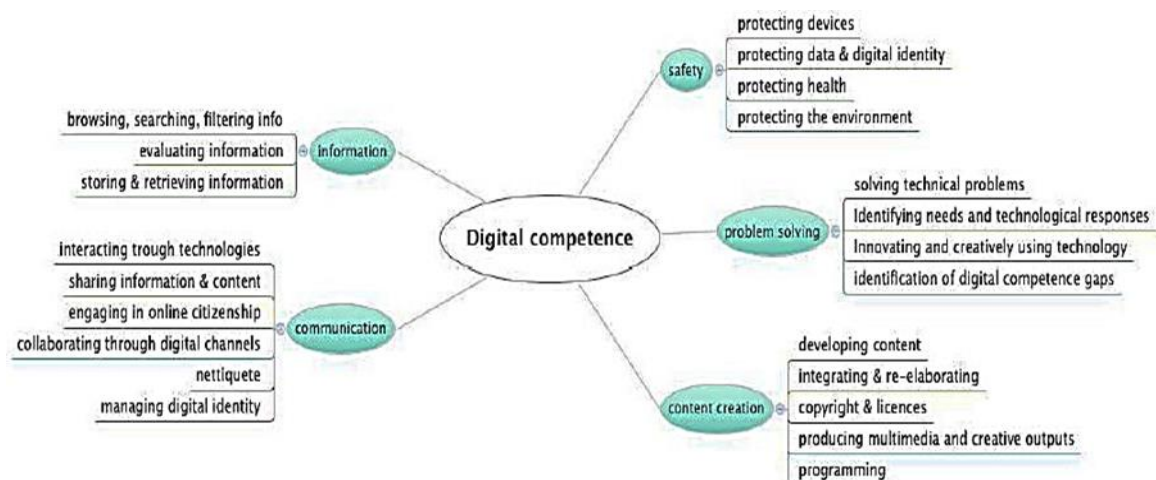 Digital competence
information
browsing, searching, filtering info
evaluating information
storing & retrieving information
communication
interacting trough technologies
sharing information & content
engaging in online citizenship
collaborating through digital channels
nettiquete
managing digital identity
safety
protecting devices
protecting data & digital identity
protecting health
protecting the environment
problem solving
solving technical problems
Identifying needs and technological responses
Innovating and creatively using technology
identification of digital competence gaps
content creation
developing content
integrating & re-elaborating
copyright & licences
producing multimedia and creative outputs
programming